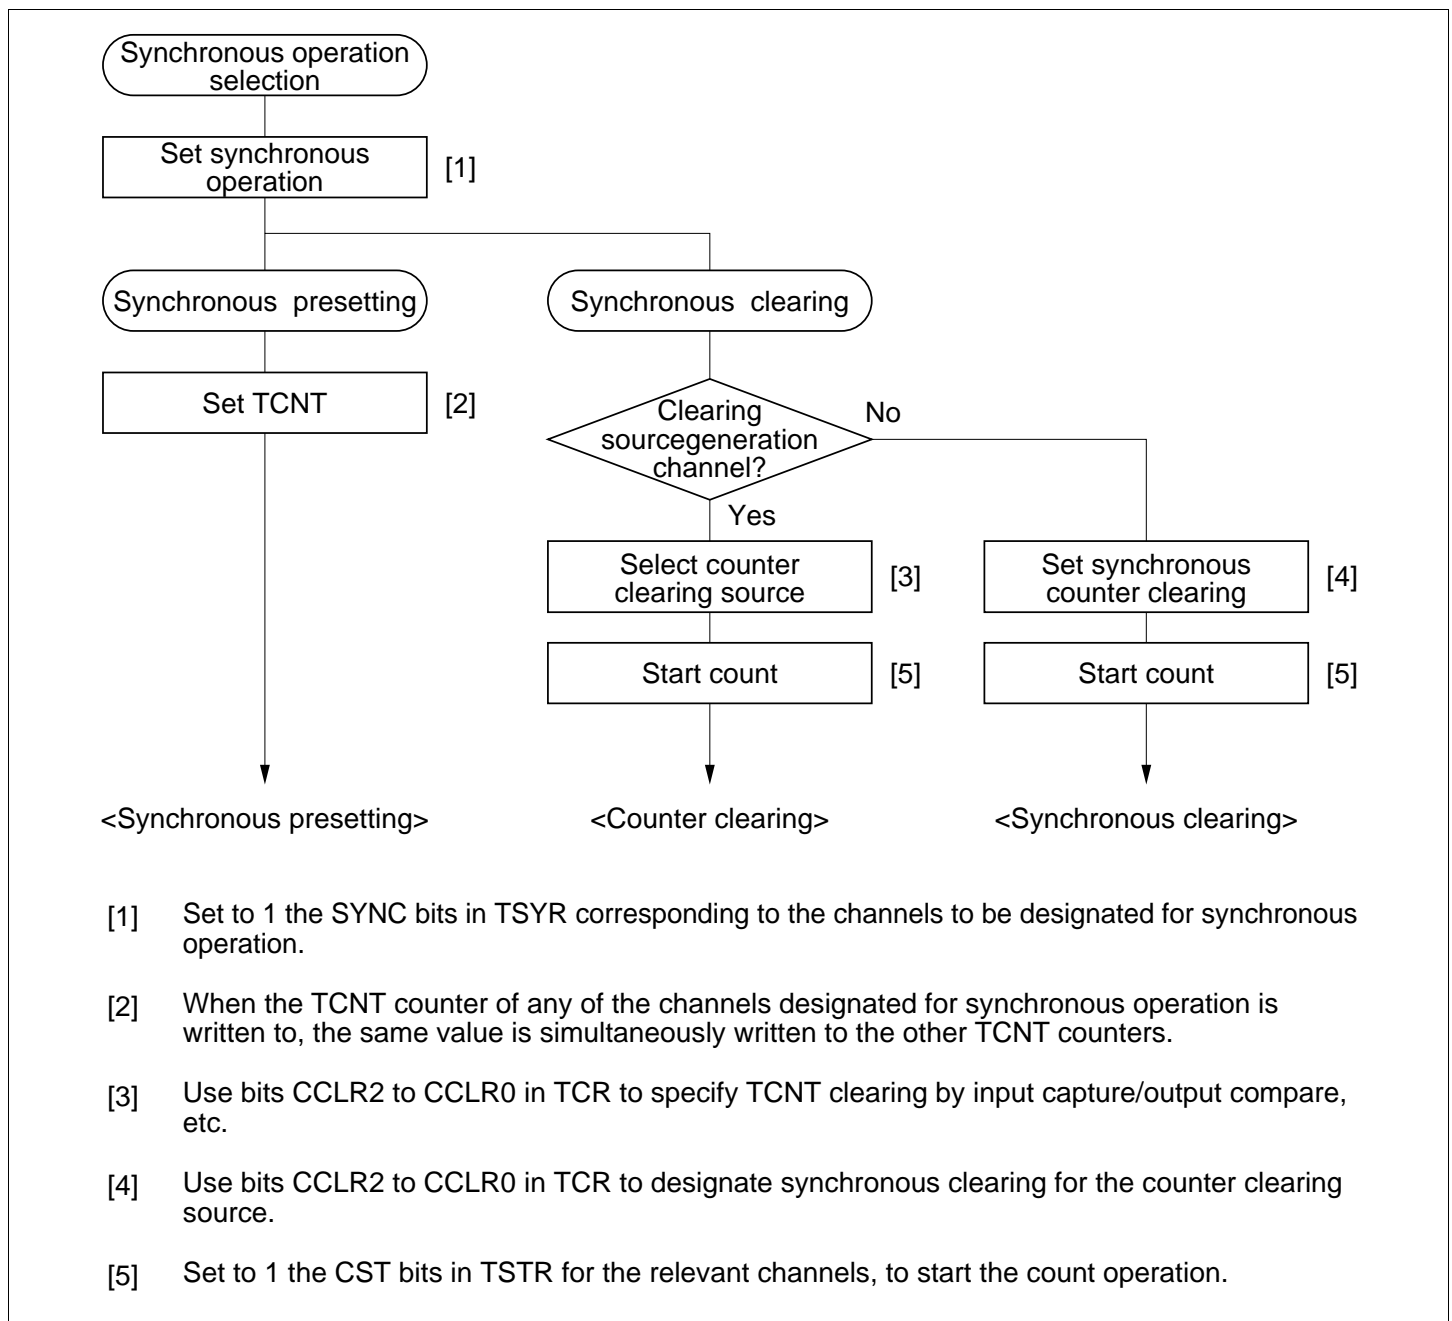 Synchronous operation
selection
Set synchronous
operation
[1]
Synchronous presetting
Synchronous clearing
Set TCNT
[2]
Clearing
sourcegeneration
channel?
No
Yes
Select counter
clearing source
[3]
Set synchronous
counter clearing
[4]
Start count
[5]
Start count
[5]
<Synchronous presetting>
<Counter clearing>
<Synchronous clearing>
[1] Set to 1 the SYNC bits in TSYR corresponding to the channels to be designated for synchronous
operation.
[2] When the TCNT counter of any of the channels designated for synchronous operation is
written to, the same value is simultaneously written to the other TCNT counters.
[3] Use bits CCLR2 to CCLR0 in TCR to specify TCNT clearing by input capture/output compare,
etc.
[4] Use bits CCLR2 to CCLR0 in TCR to designate synchronous clearing for the counter clearing
source.
[5] Set to 1 the CST bits in TSTR for the relevant channels, to start the count operation.